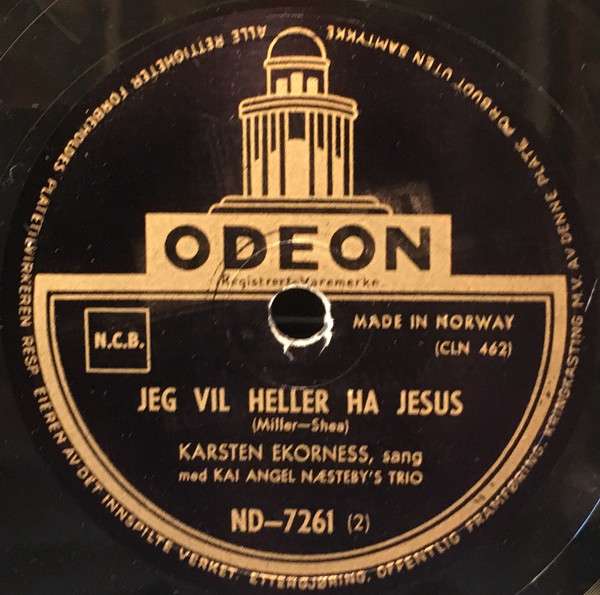 ALLE RETTIGHETER FORBEHOLDES PLATETILVIRKEREN RESP. EIEREN AV DET INNSPILTE VERKET. ETTERGJØRING, OFFENTLIG FRAMFØRING, KRINGKASTING M. V. AV DENNE PLATE FORBUDT UTEN SAMTYKKE
ODEON
Registrert Varemerke
N.C.B.
MADE IN NORWAY
(CLN 462)
JEG VIL HELLER HA JESUS
(Miller—Shea)
KARSTEN EKORNESS, sang
med KAI ANGEL NÆSTEBY'S TRIO
ND—7261 (2)